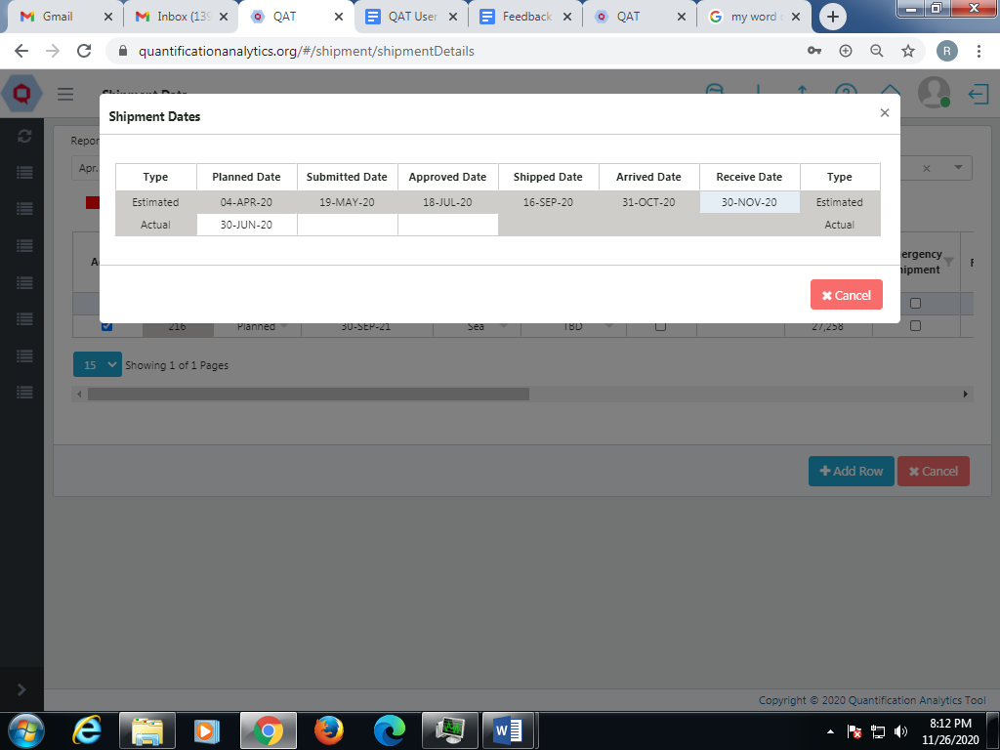 Gmail
Inbox (139
QAT
QAT User
Feedback
QAT
my word
quantificationanalytics.org/#/shipment/shipmentDetails
R
Q
Shipment Dates
×
Repor
Apr.
Type Planned Date Submitted Date Approved Date Shipped Date Arrived Date Receive Date Type
Estimated 04-APR-20 19-MAY-20 18-JUL-20 16-SEP-20 31-OCT-20 30-NOV-20 Estimated
Actual 30-JUN-20 Actual
A
ergency
hipment
F
Cancel
216 Planned 30-SEP-21 Sea TBD 27,258
15 Showing 1 of 1 Pages
Add Row Cancel
Copyright © 2020 Quantification Analytics Tool
8:12 PM
11/26/2020